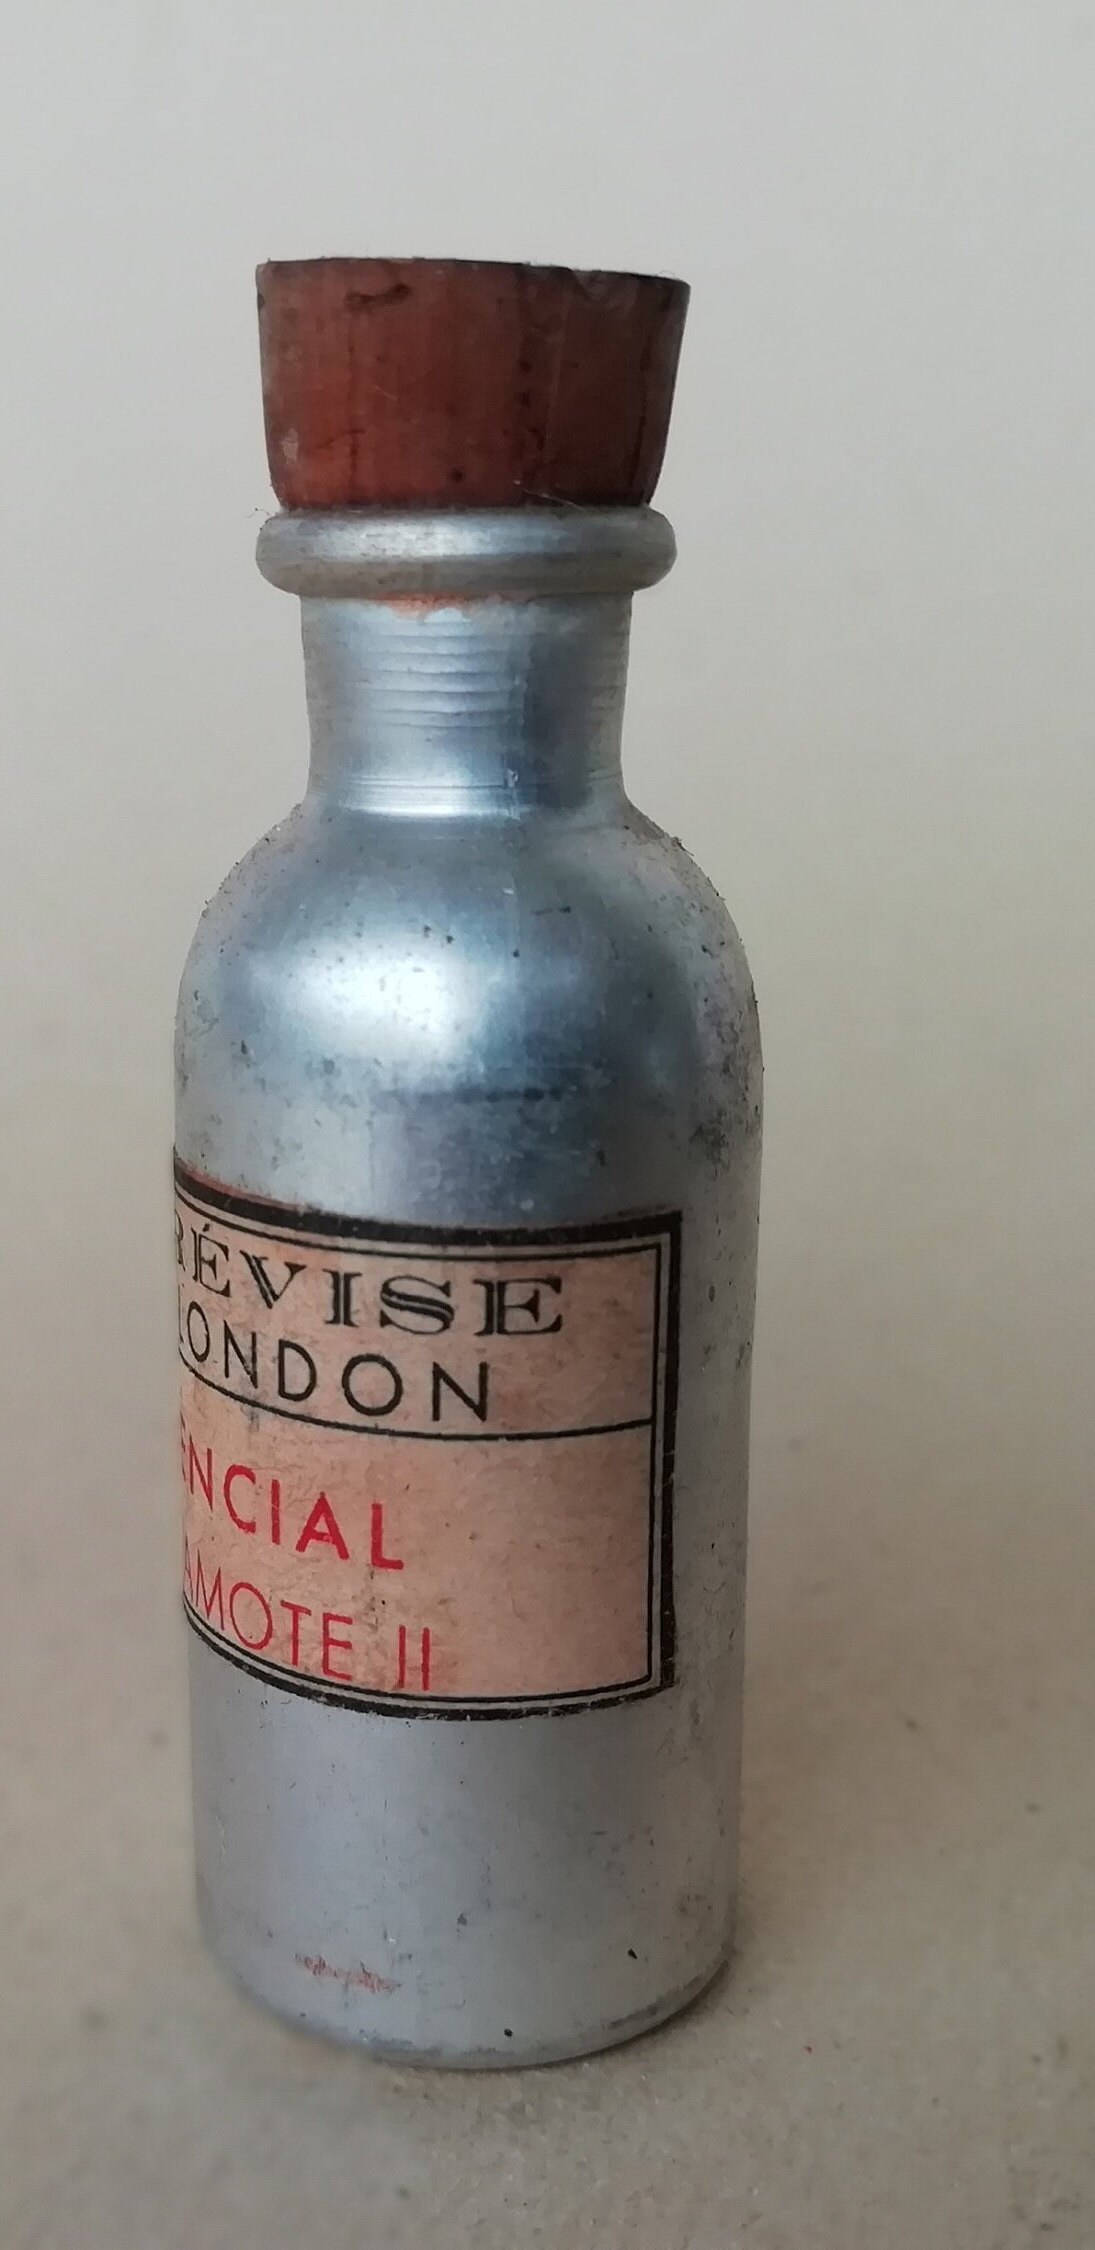 RÉVISE
LONDON
ENCIAL
AMOTE II